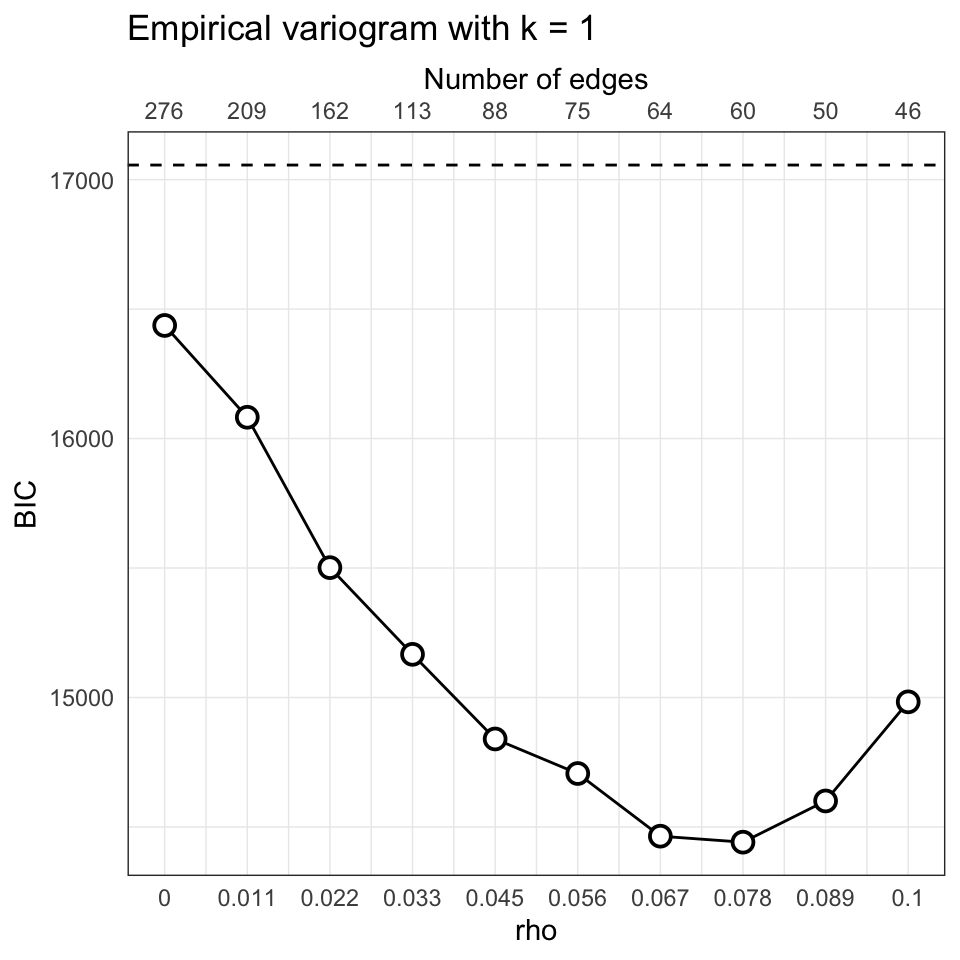 Empirical variogram with k = 1
Number of edges
276 209 162 113 88 75 64 60 50 46
17000
16000
15000
BIC
0 0.011 0.022 0.033 0.045 0.056 0.067 0.078 0.089 0.1
rho